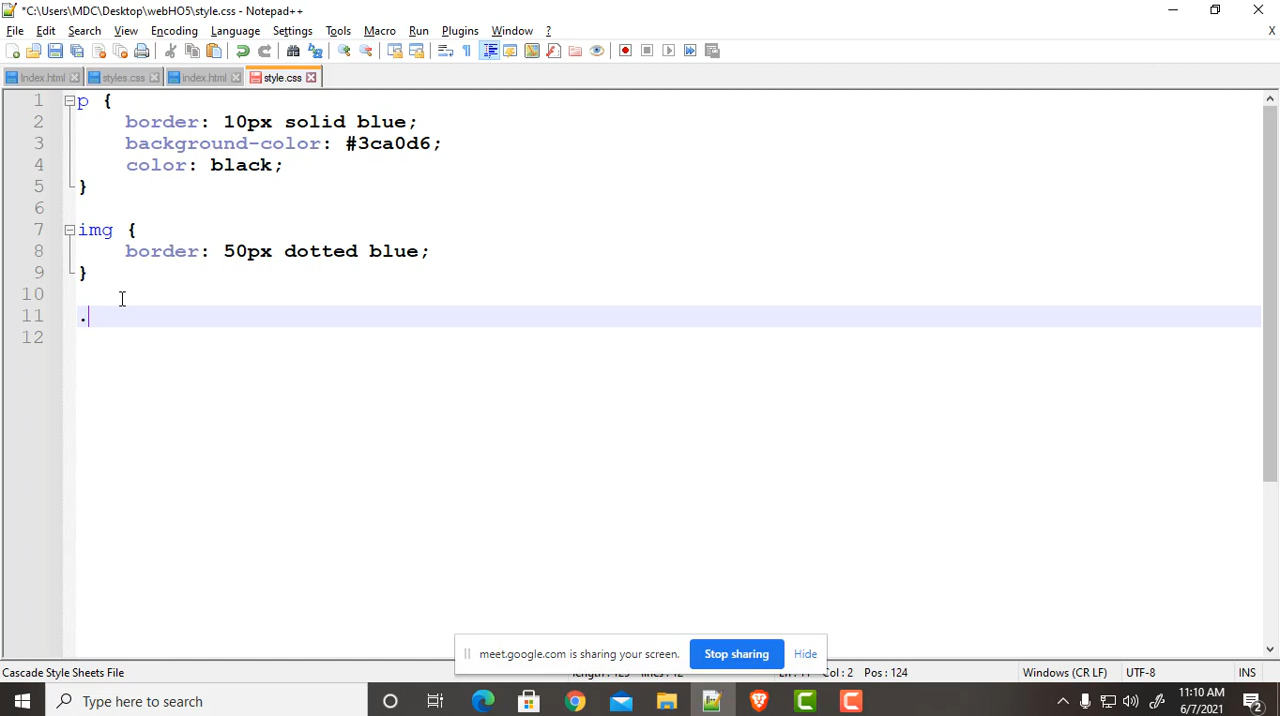 *C:\Users\MDC\Desktop\webHO5\style.css - Notepad++
File Edit Search View Encoding Language Settings Tools Macro Run Plugins Window ? X
Index.html styles.css index.html style.css
1 p {
2 border: 10px solid blue;
3 background-color: #3ca0d6;
4 color: black;
5 }
6
7 img {
8 border: 50px dotted blue;
9 }
10
11 .
12
meet.google.com is sharing your screen. Stop sharing Hide
Cascade Style Sheets File Col : 2 Pos : 124 Windows (CR LF) UTF-8 INS
Type here to search
11:10 AM
6/7/2021
2